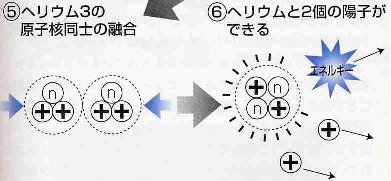 ⑤ヘリウム3の
原子核同士の融合
n
n
⑥ヘリウムと2個の陽子が
できる
エネルギー
n
n